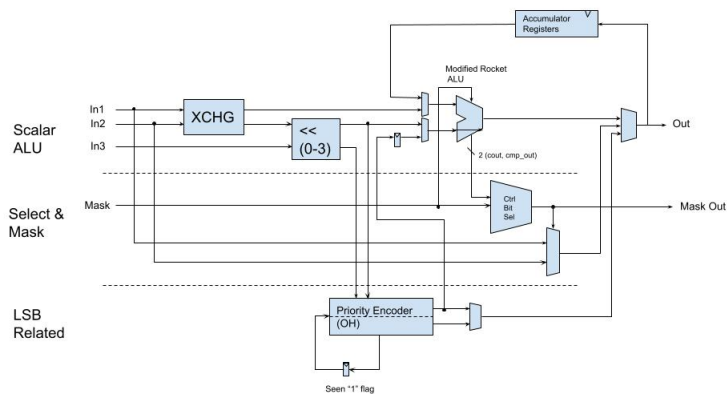 Accumulator
Registers
V
Modified Rocket
ALU
In1
In2
In3
XCHG
<<
(0-3)
Scalar
ALU
Out
2 (cout, cmp_out)
Select &
Mask
Mask
Ctrl
Bit
Sel
Mask Out
LSB
Related
Priority Encoder
(OH)
Seen "1" flag